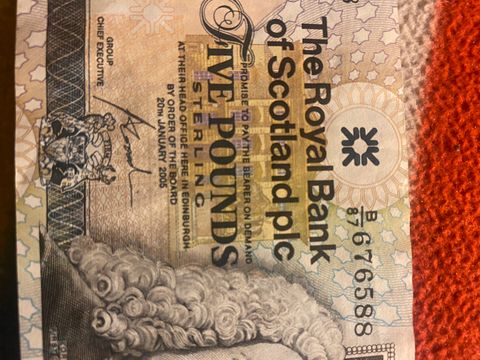 The Royal Bank
of Scotland plc
PROMISE TO PAY THE BEARER ON DEMAND
FIVE POUNDS
STERLING
AT THEIR HEAD OFFICE HERE IN EDINBURGH
BY ORDER OF THE BOARD
20TH JANUARY 2005
GROUP
CHIEF EXECUTIVE
B
87 676588